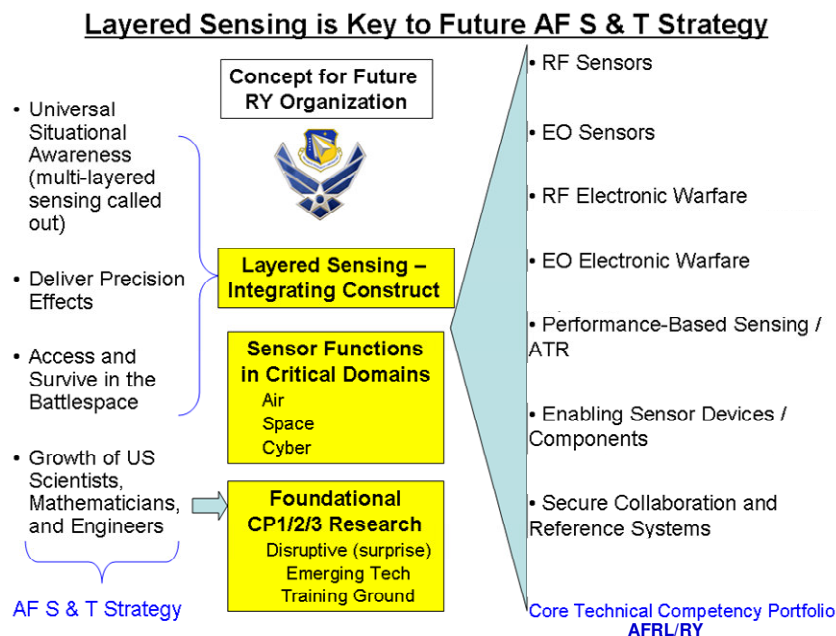 Layered Sensing is Key to Future AF S & T Strategy
• Universal
Situational
Awareness
(multi-layered
sensing called
out)
• Deliver Precision
Effects
• Access and
Survive in the
Battlespace
• Growth of US
Scientists,
Mathematicians,
and Engineers
AF S & T Strategy
Concept for Future
RY Organization
Layered Sensing –
Integrating Construct
Sensor Functions
in Critical Domains
Air
Space
Cyber
Foundational
CP1/2/3 Research
Disruptive (surprise)
Emerging Tech
Training Ground
• RF Sensors
• EO Sensors
• RF Electronic Warfare
• EO Electronic Warfare
• Performance-Based Sensing /
ATR
• Enabling Sensor Devices /
Components
• Secure Collaboration and
Reference Systems
Core Technical Competency Portfolio
AFRL/RY